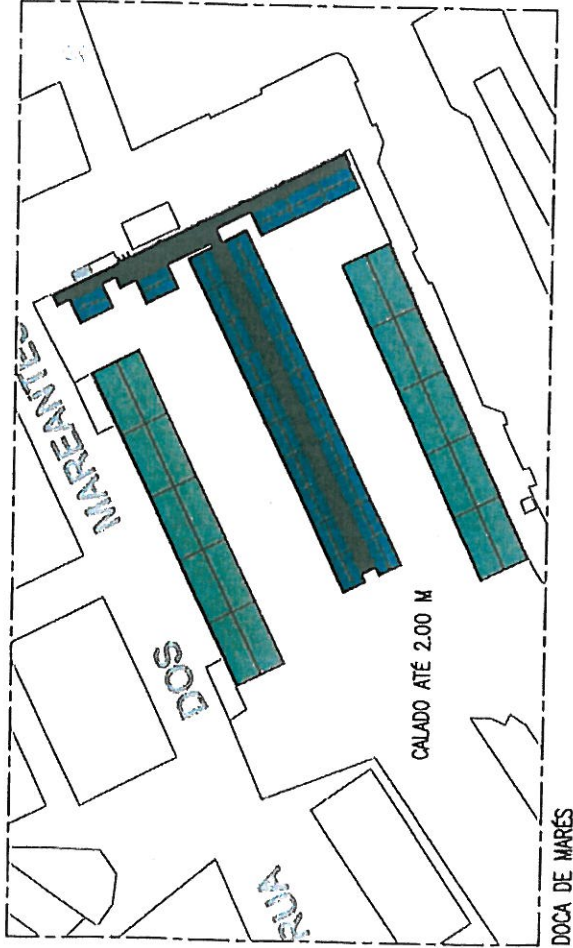 RUA
DOS
MAREANTES
CALADO ATÉ 2.00 M
DOCA DE MARÉS